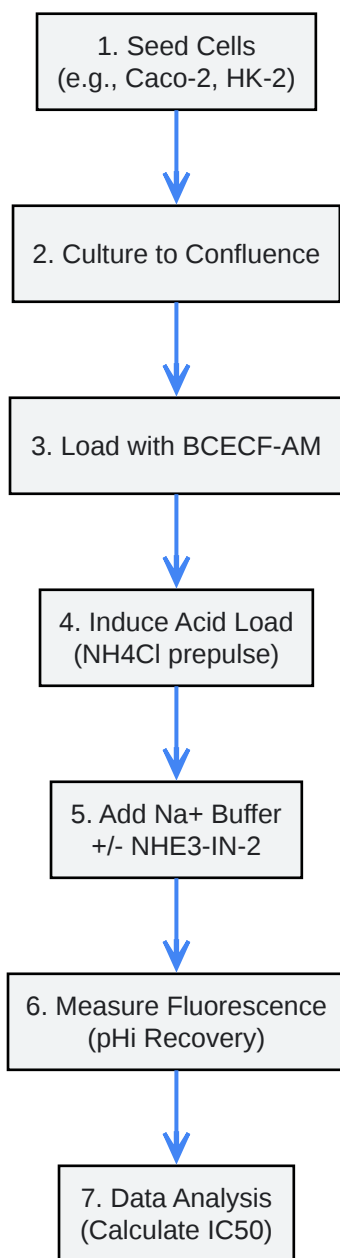 1. Seed Cells
(e.g., Caco-2, HK-2)
2. Culture to Confluence
3. Load with BCECF-AM
4. Induce Acid Load
(NH4Cl prepulse)
5. Add Na+ Buffer
+/- NHE3-IN-2
6. Measure Fluorescence
(pHi Recovery)
7. Data Analysis
(Calculate IC50)